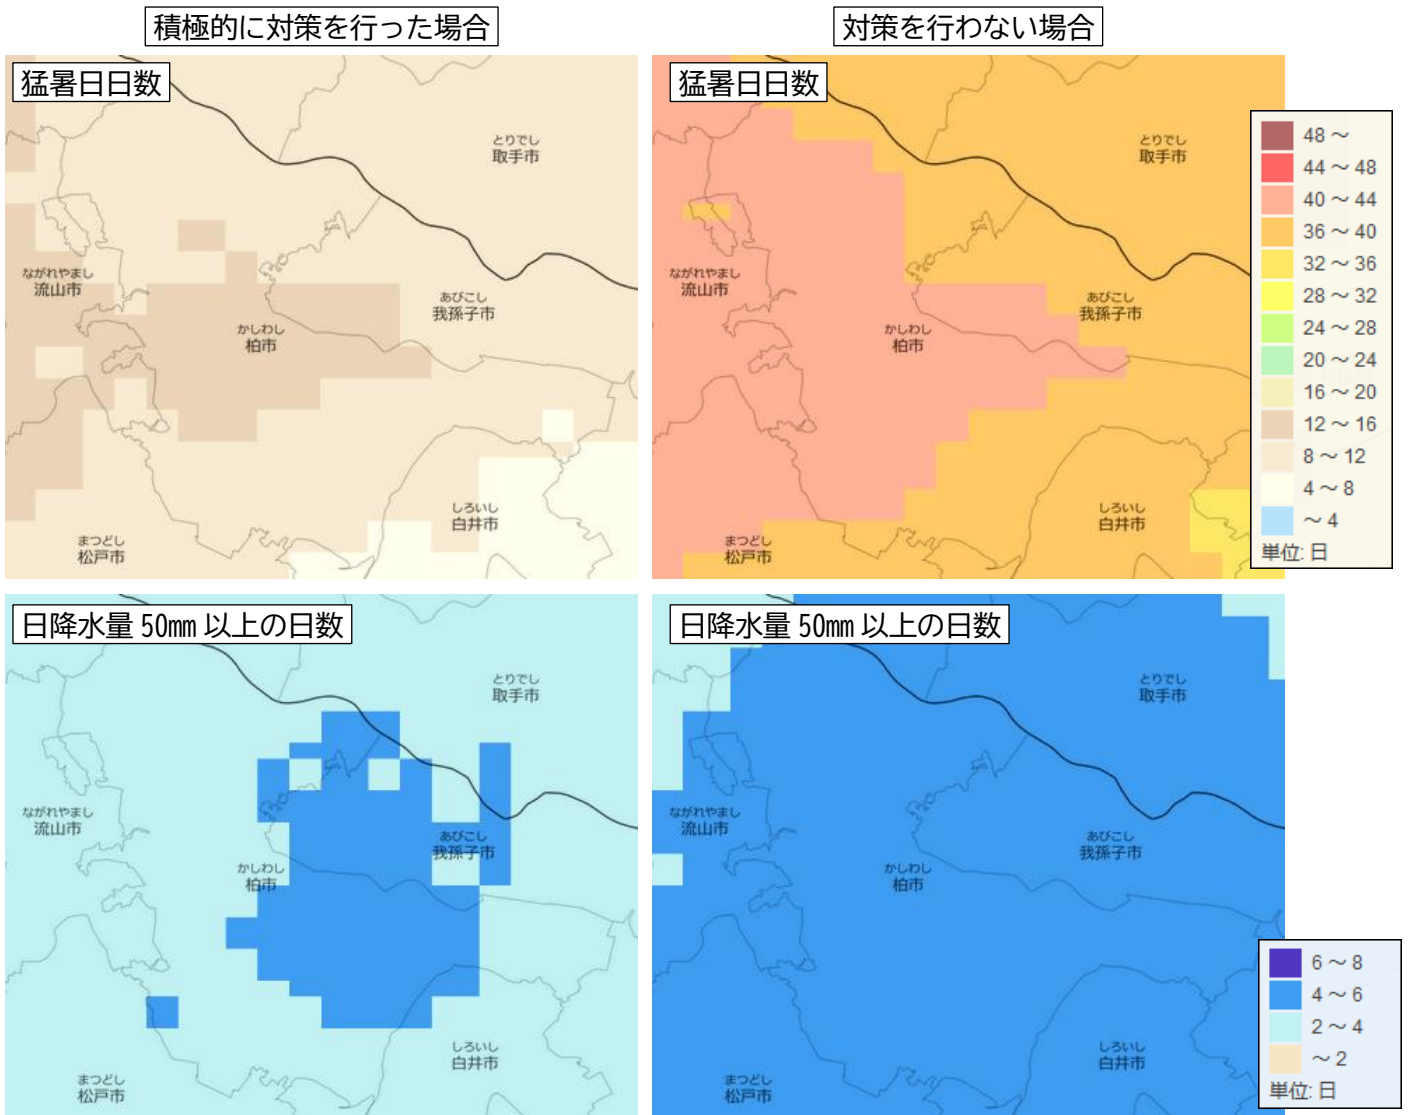 積極的に対策を行った場合
対策を行わない場合
猛暑日日数
とりでし
取手市
ながれやまし
流山市
あびこし
我孫子市
かしわし
柏市
しろいし
白井市
まつどし
松戸市
猛暑日日数
とりでし
取手市
ながれやまし
流山市
あびこし
我孫子市
かしわし
柏市
しろいし
白井市
まつどし
松戸市
48 ~
44 ~ 48
40 ~ 44
36 ~ 40
32 ~ 36
28 ~ 32
24 ~ 28
20 ~ 24
16 ~ 20
12 ~ 16
8 ~ 12
4 ~ 8
~ 4
単位: 日
日降水量 50㎜ 以上の日数
とりでし
取手市
ながれやまし
流山市
あびこし
我孫子市
かしわし
柏市
しろいし
白井市
まつどし
松戸市
日降水量 50㎜ 以上の日数
とりでし
取手市
ながれやまし
流山市
あびこし
我孫子市
かしわし
柏市
しろいし
白井市
まつどし
松戸市
6 ~ 8
4 ~ 6
2 ~ 4
~ 2
単位: 日